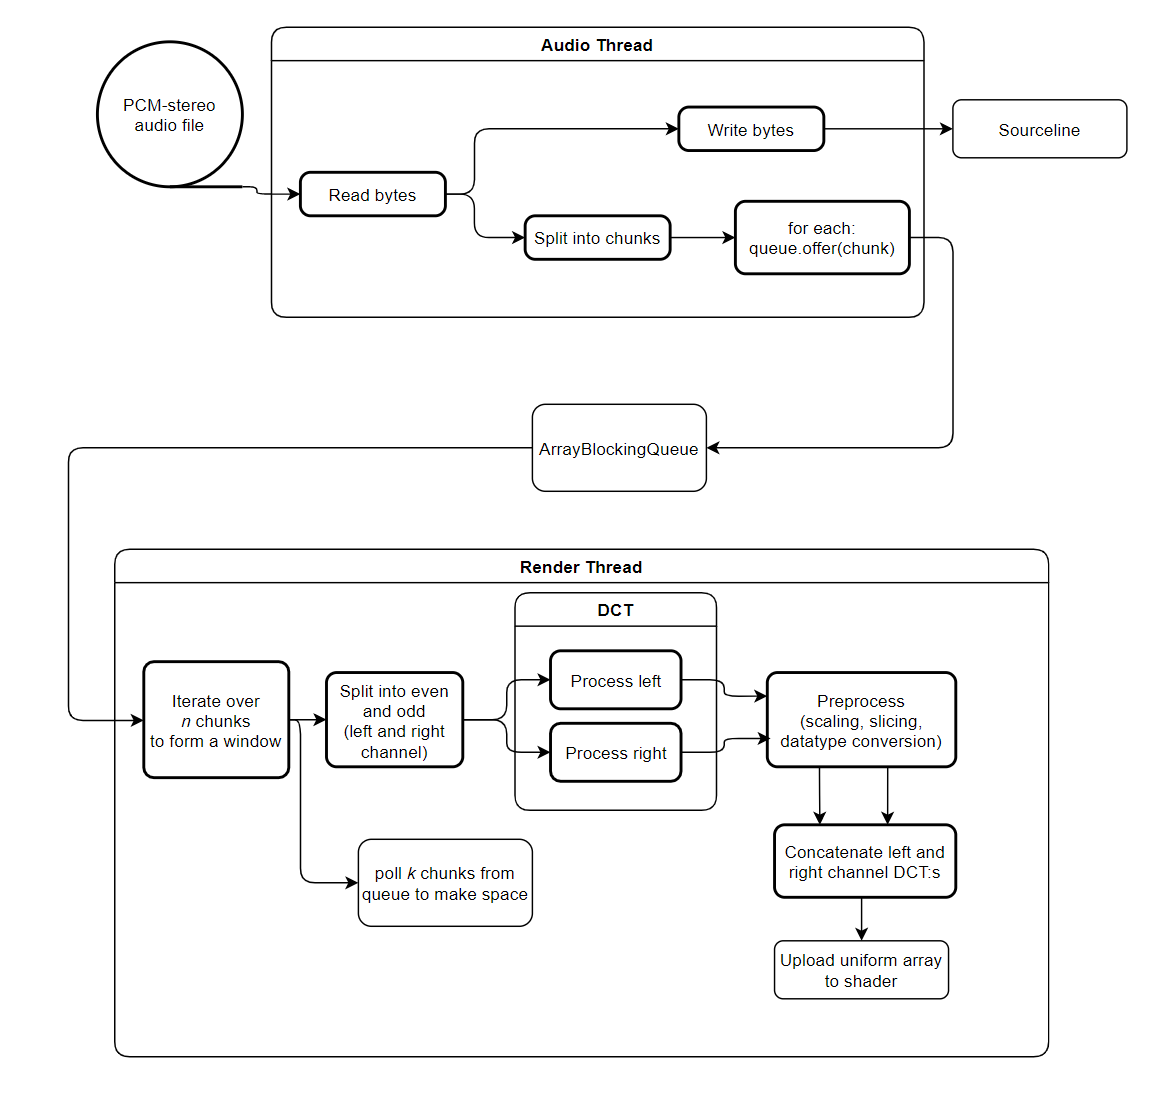 Audio Thread
PCM-stereo
audio file
Write bytes
Sourceline
Read bytes
Split into chunks
for each:
queue.offer(chunk)
ArrayBlockingQueue
Render Thread
DCT
Iterate over
n chunks
to form a window
Split into even
and odd
(left and right
channel)
Process left
Process right
Preprocess
(scaling, slicing,
datatype conversion)
poll k chunks from
queue to make space
Concatenate left and
right channel DCT:s
Upload uniform array
to shader